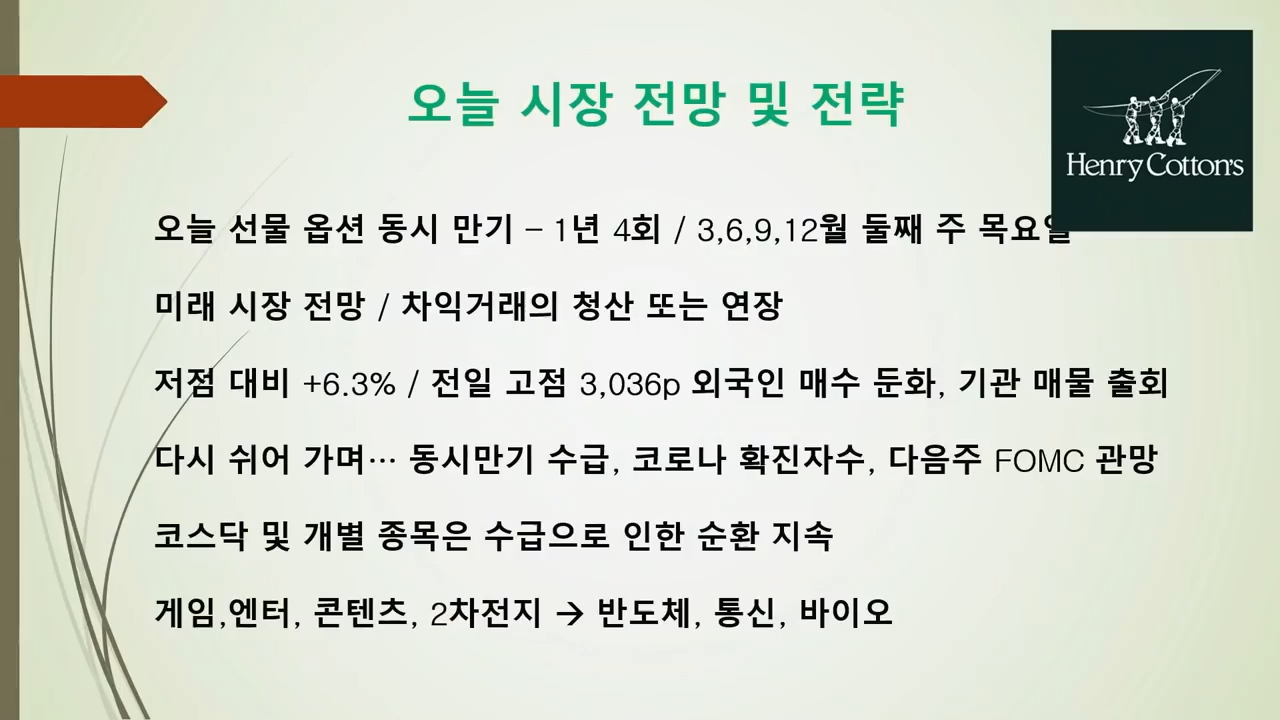 오늘 시장 전망 및 전략
Henry Cotton's
오늘 선물 옵션 동시 만기 – 1년 4회 / 3,6,9,12월 둘째 주 목요일
미래 시장 전망 / 차익거래의 청산 또는 연장
저점 대비 +6.3% / 전일 고점 3,036p 외국인 매수 둔화, 기관 매물 출회
다시 쉬어 가며… 동시만기 수급, 코로나 확진자수, 다음주 FOMC 관망
코스닥 및 개별 종목은 수급으로 인한 순환 지속
게임,엔터, 콘텐츠, 2차전지 → 반도체, 통신, 바이오